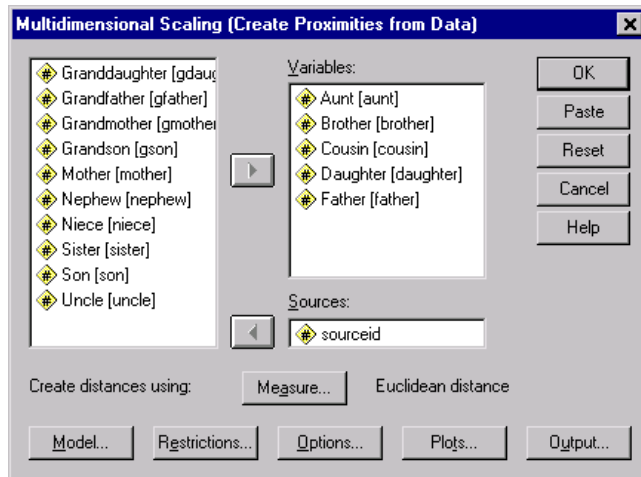 Multidimensional Scaling (Create Proximities from Data)
Granddaughter [gdaug
Grandfather [gfather]
Grandmother [gmother
Grandson [gson]
Mother [mother]
Nephew [nephew]
Niece [niece]
Sister [sister]
Son [son]
Uncle [uncle]
Variables:
Aunt [aunt]
Brother [brother]
Cousin [cousin]
Daughter [daughter]
Father [father]
Sources:
sourceid
OK
Paste
Reset
Cancel
Help
Create distances using:
Measure...
Euclidean distance
Model...
Restrictions...
Options...
Plots...
Output...